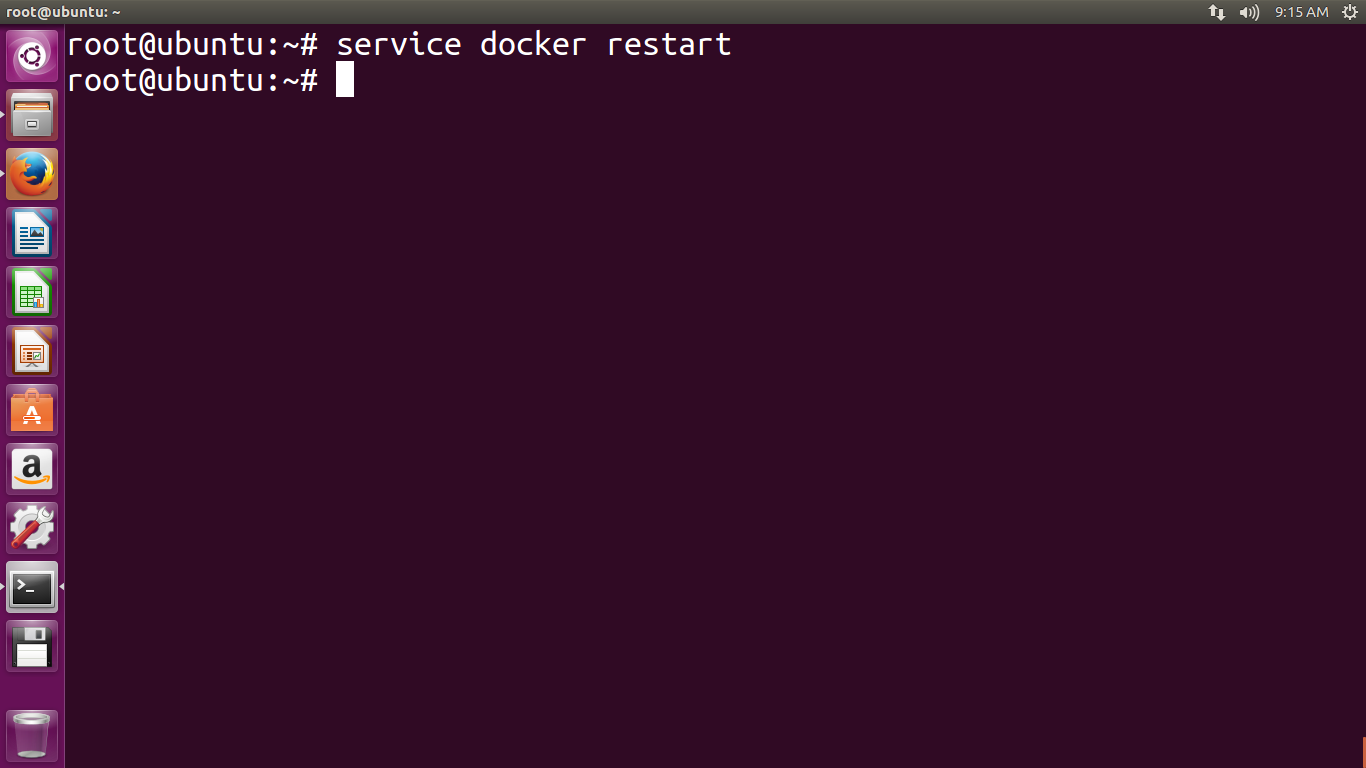 root@ubuntu: ~
9:15 AM
root@ubuntu:~# service docker restart
root@ubuntu:~#